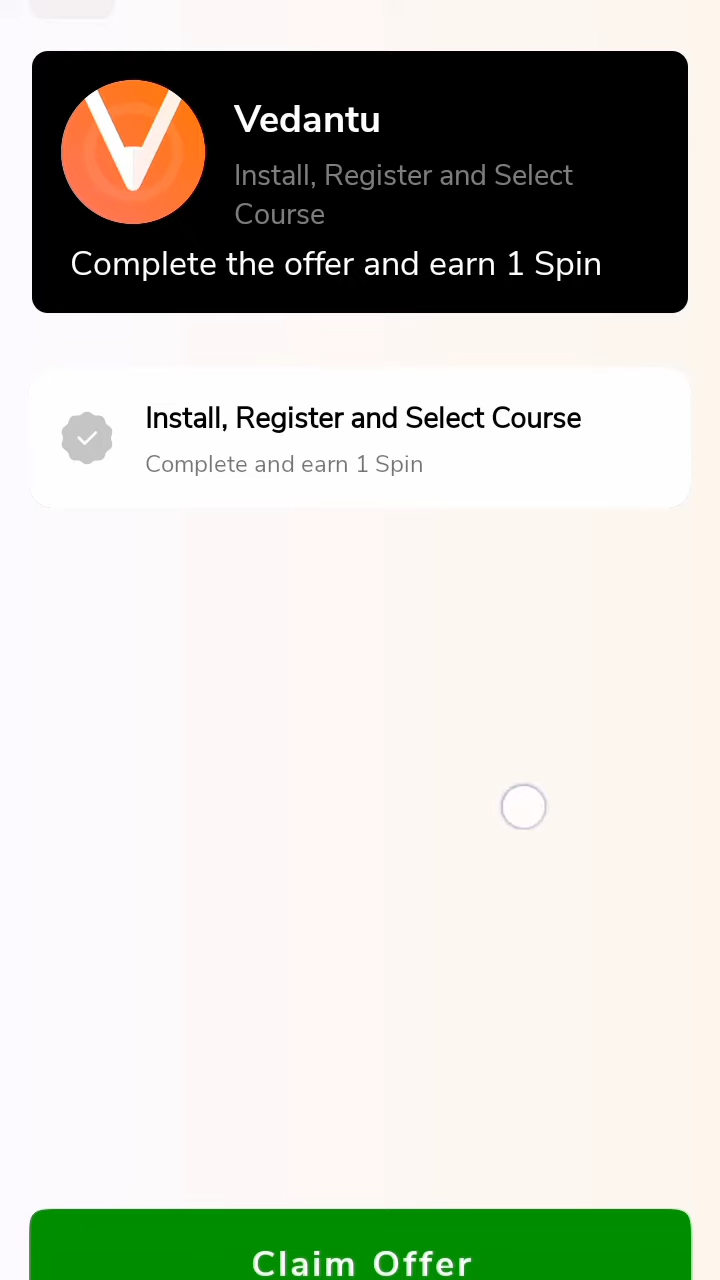 Vedantu
Install, Register and Select
Course
Complete the offer and earn 1 Spin
Install, Register and Select Course
Complete and earn 1 Spin
Claim Offer